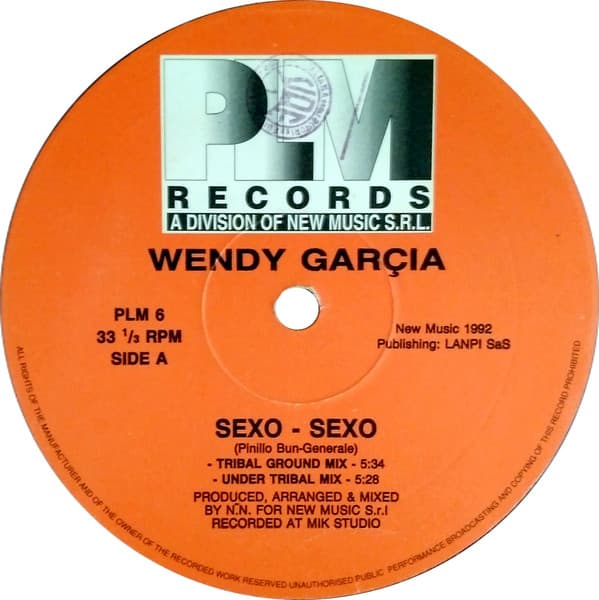 PLM
RECORDS
A DIVISION OF NEW MUSIC S.R.L.
WENDY GARÇIA
PLM 6
33 1/3 RPM
SIDE A
New Music 1992
Publishing: LANPI SaS
SEXO - SEXO
(Pinillo Bun-Generale)
- TRIBAL GROUND MIX - 5:34
- UNDER TRIBAL MIX - 5:28
PRODUCED, ARRANGED & MIXED
BY N.N. FOR NEW MUSIC S.r.l
RECORDED AT MIK STUDIO
ALL RIGHTS OF THE MANUFACTURER AND OF THE OWNER OF THE RECORDED WORK RESERVED UNAUTHORISED PUBLIC PERFORMANCE BROADCASTING AND COPYING OF THIS RECORD PROHIBITED